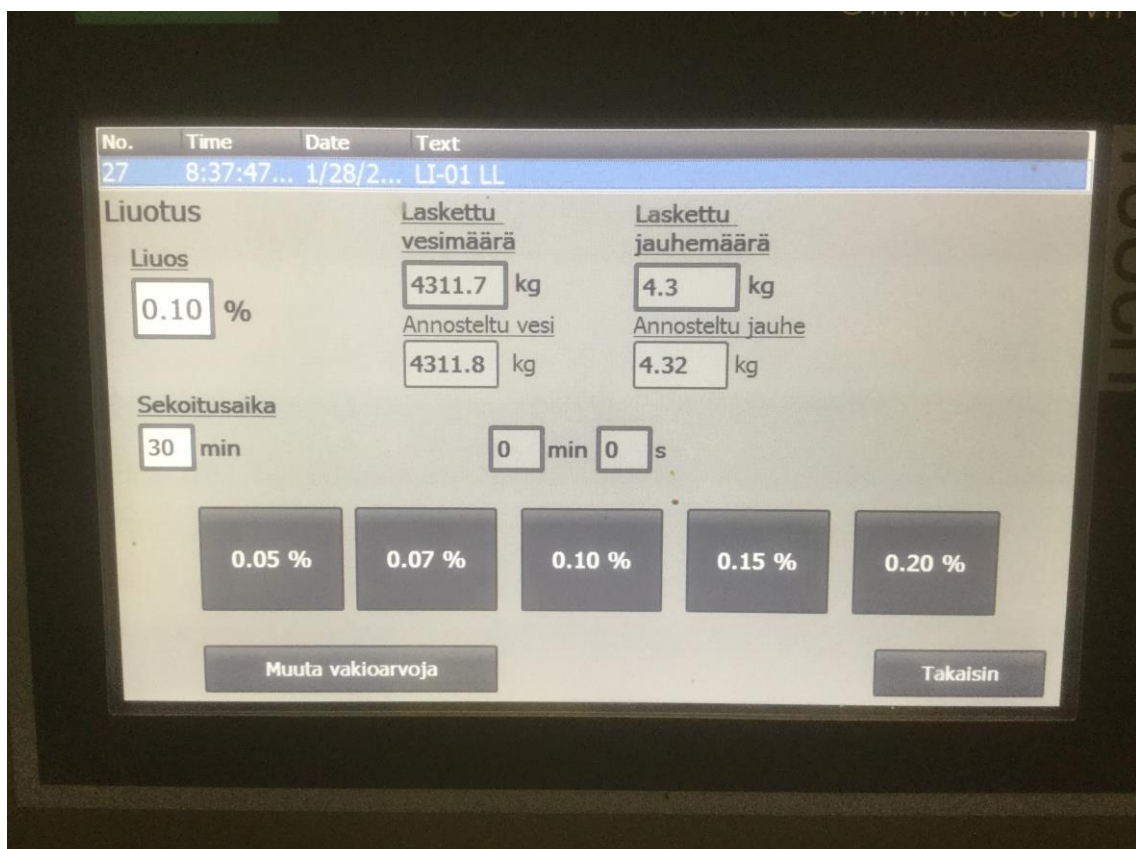 No. Time Date Text
27 8:37:47... 1/28/2... LI-01 LL
Liuotus
Liuos
0.10 %
Laskettu
vesimäärä
4311.7 kg
Annosteltu vesi
4311.8 kg
Laskettu
jauhemäärä
4.3 kg
Annosteltu jauhe
4.32 kg
Sekoitusaika
30 min
0 min 0 s
0.05 % 0.07 % 0.10 % 0.15 % 0.20 %
Muuta vakioarvoja
Takaisin